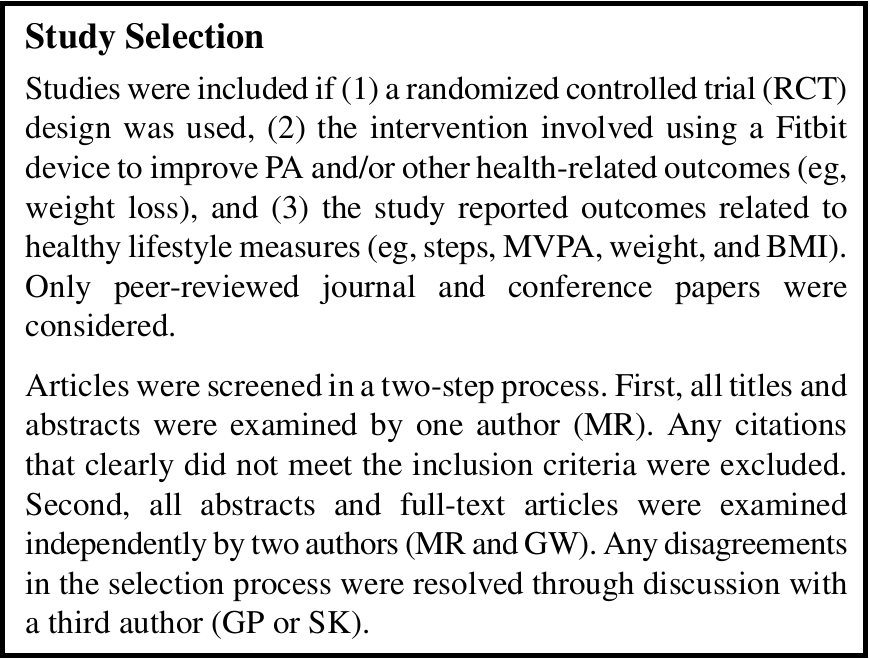 Study Selection
Studies were included if (1) a randomized controlled trial (RCT)
design was used, (2) the intervention involved using a Fitbit
device to improve PA and/or other health-related outcomes (eg,
weight loss), and (3) the study reported outcomes related to
healthy lifestyle measures (eg, steps, MVPA, weight, and BMI).
Only peer-reviewed journal and conference papers were
considered.
Articles were screened in a two-step process. First, all titles and
abstracts were examined by one author (MR). Any citations
that clearly did not meet the inclusion criteria were excluded.
Second, all abstracts and full-text articles were examined
independently by two authors (MR and GW). Any disagreements
in the selection process were resolved through discussion with
a third author (GP or SK).